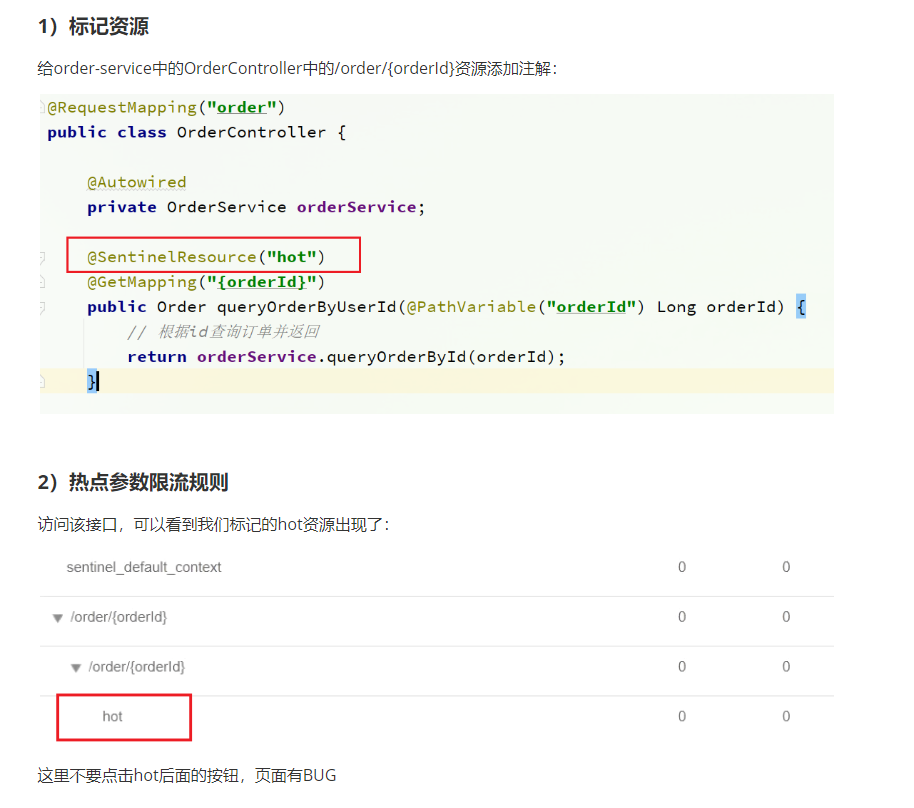 1）标记资源
给order-service中的OrderController中的/order/{orderId}资源添加注解：
@RequestMapping("order")
public class OrderController {
@Autowired
private OrderService orderService;
@SentinelResource("hot")
@GetMapping("{orderId}")
public Order queryOrderByUserId(@PathVariable("orderId") Long orderId) {
// 根据id查询订单并返回
return orderService.queryOrderById(orderId);
}
2）热点参数限流规则
访问该接口，可以看到我们标记的hot资源出现了：
sentinel_default_context 0 0
▼ /order/{orderId} 0 0
▼ /order/{orderId} 0 0
hot 0 0
这里不要点击hot后面的按钮，页面有BUG